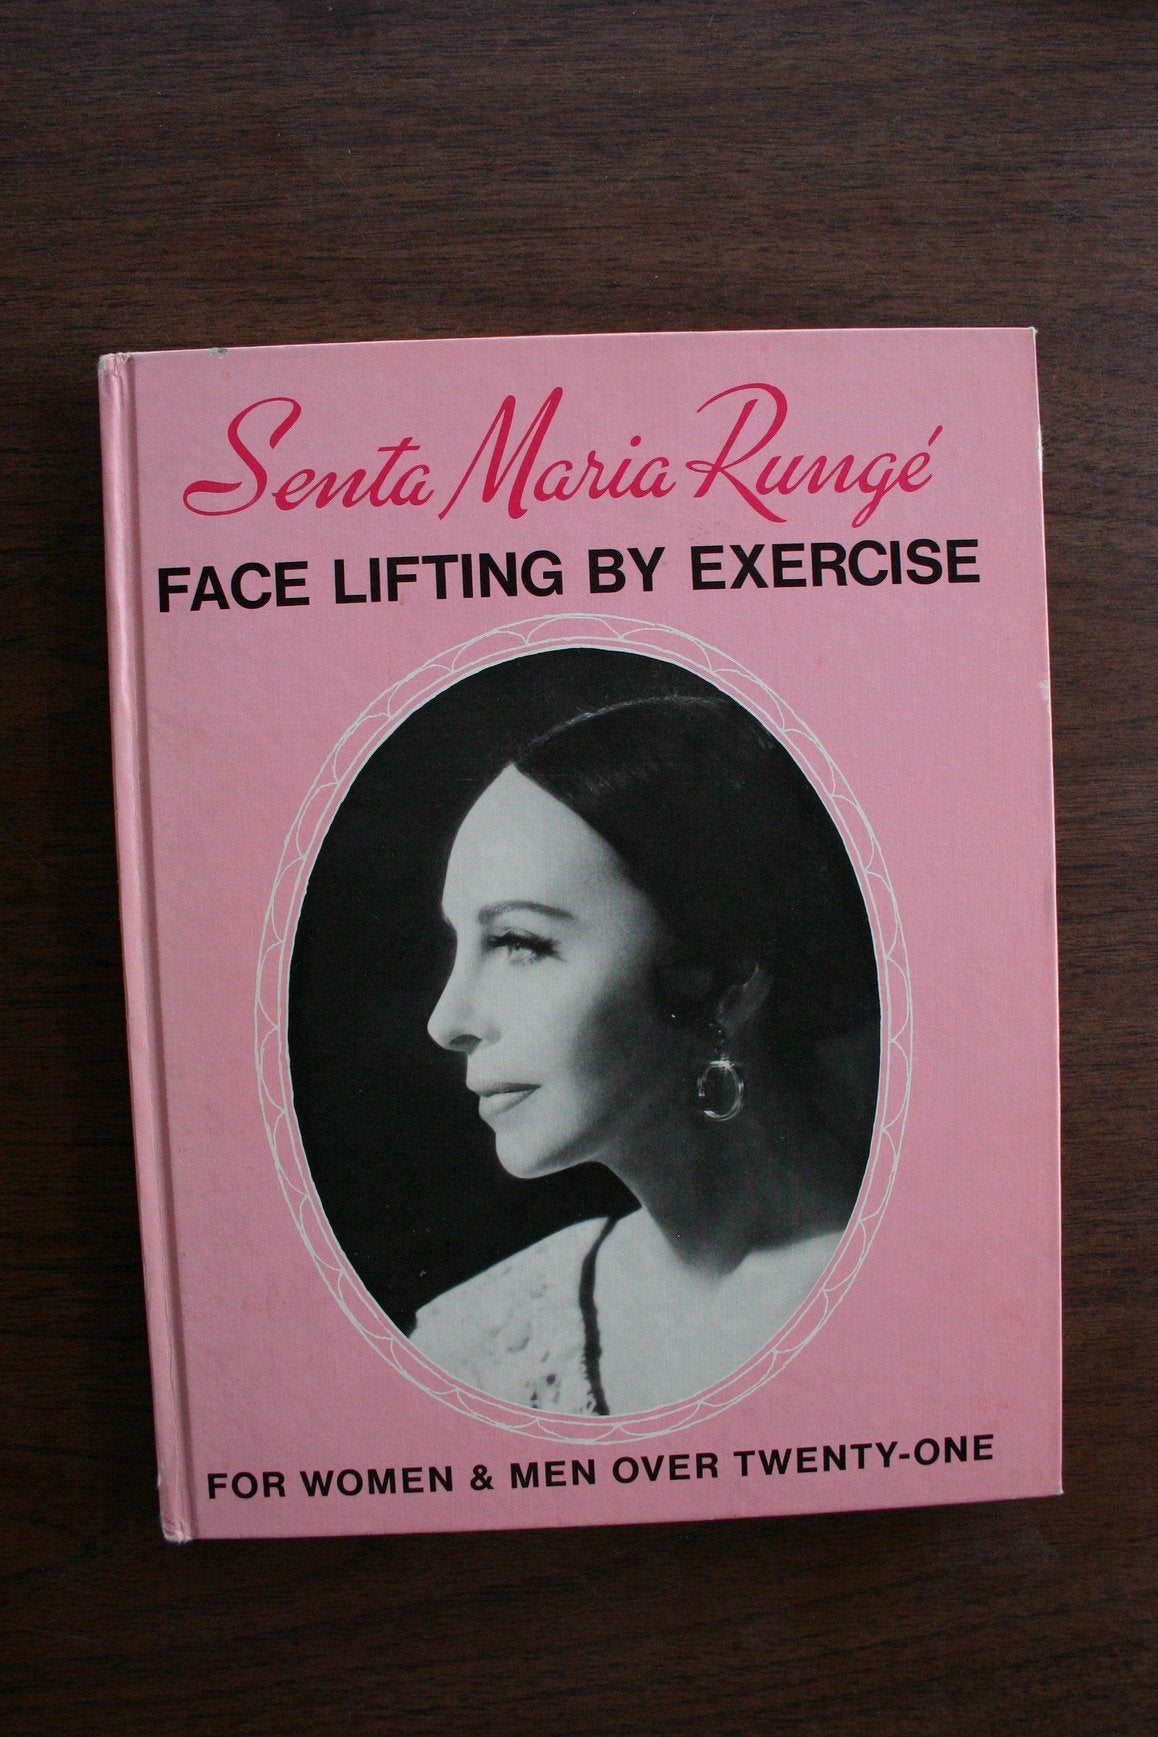 Senta Maria Rungé
FACE LIFTING BY EXERCISE
FOR WOMEN & MEN OVER TWENTY-ONE